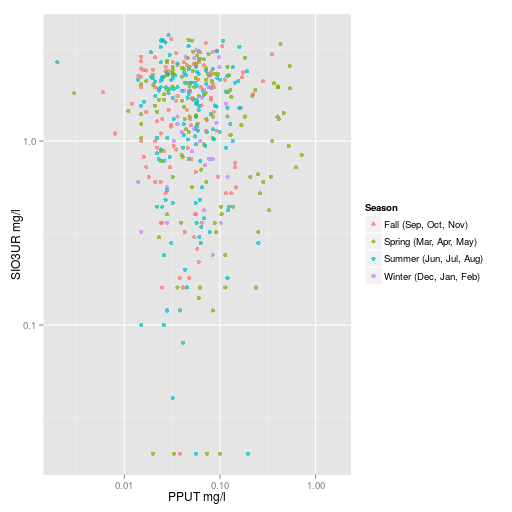 1.0
0.1
SIO3UR mg/l
0.01
0.10
1.00
PPUT mg/l
Season
Fall (Sep, Oct, Nov)
Spring (Mar, Apr, May)
Summer (Jun, Jul, Aug)
Winter (Dec, Jan, Feb)